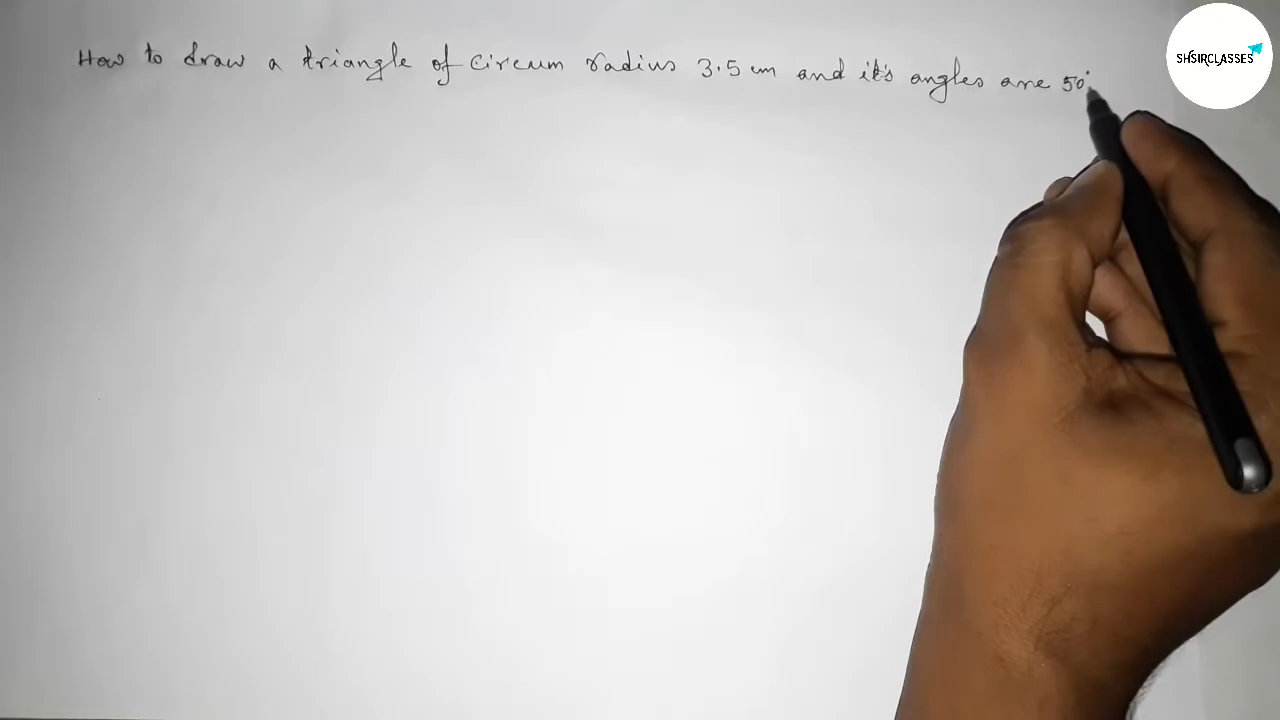 How to draw a triangle of circum radius 3.5 cm and it's angles are 50°
SHSIRCLASSES